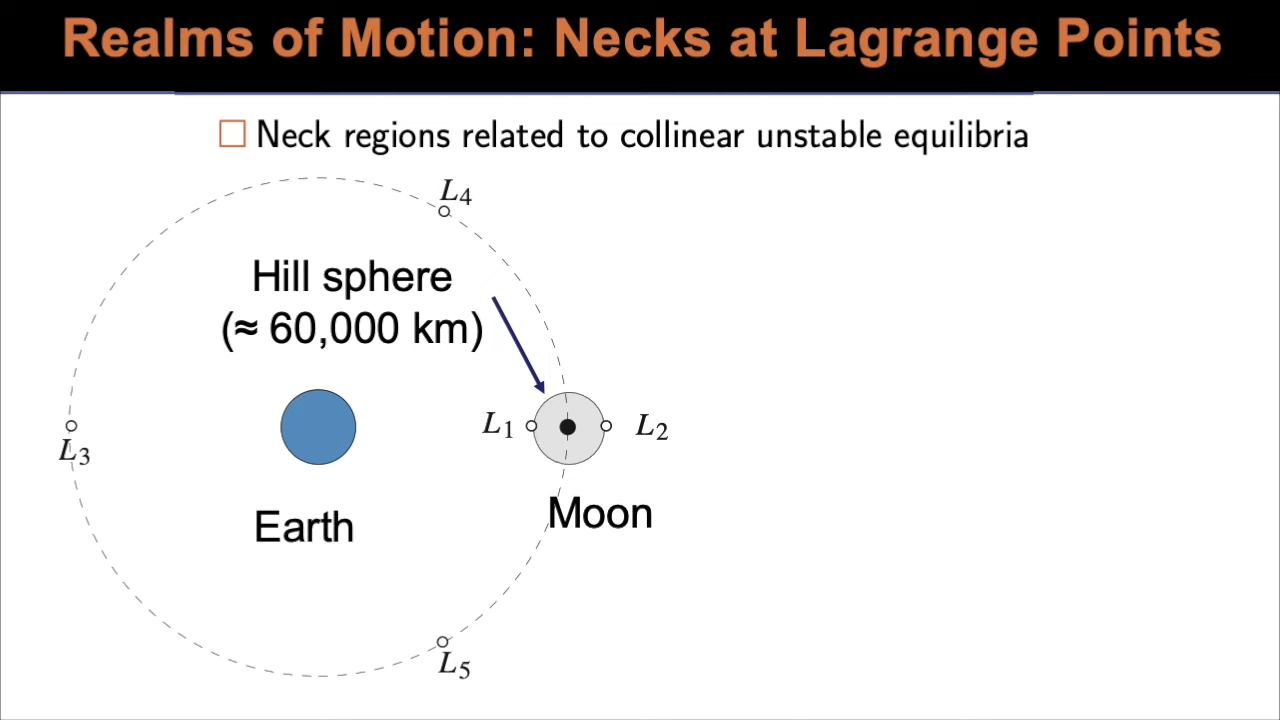 Realms of Motion: Necks at Lagrange Points
Neck regions related to collinear unstable equilibria
L4
Hill sphere
(≈ 60,000 km)
L1
L2
L3
Moon
Earth
L5